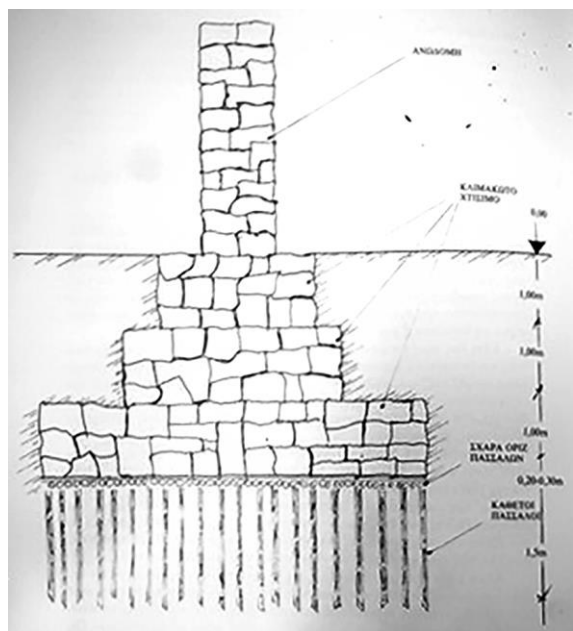 ΑΝΩΔΟΜΗ
ΚΛΙΜΑΚΩΤΟ
ΧΤΙΣΙΜΟ
0,00
1,00m
1,00m
1,00m
ΣΚΑΡΑ ΟΡΙΖ
ΠΑΣΣΑΛΩΝ
0,20-0,30m
ΚΑΘΕΤΟΙ
ΠΑΣΣΑΛΟΙ
1,5m